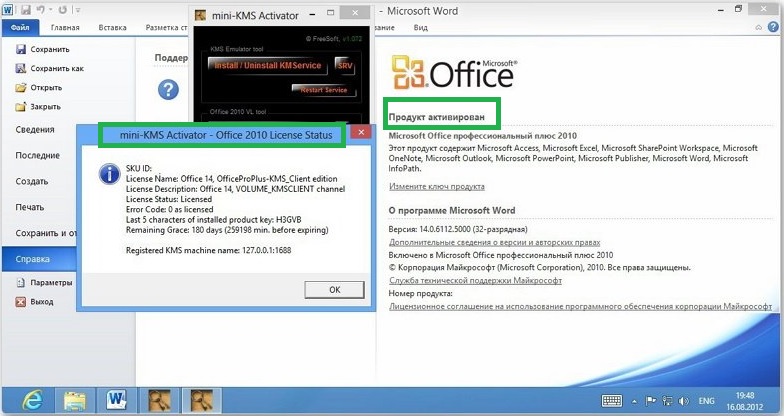 mini-KMS Activator
- Microsoft Word
Файл
Главная
Вставка
Вид
Сохранить
Сохранить как
Открыть
Закрыть
Сведения
Последние
Создать
Печать
Сохранить и от
Справка
Параметры
Выход
Подде
© FreeSoft, v1.072
KMS Emulator tool
Install / Uninstall KMService
SRV
Restart Service
Office 2010 VL tool
mini-KMS Activator - Office 2010 License Status
SKU ID:
License Name: Office 14, OfficeProPlus-KMS_Client edition
License Description: Office 14, VOLUME_KMSCLIENT channel
License Status: Licensed
Error Code: 0 as licensed
Last 5 characters of installed product key: H3GVB
Remaining Grace: 180 days (259198 min. before expiring)
Registered KMS machine name: 127.0.0.1:1688
OK
Microsoft®
Office
Продукт активирован
Microsoft Office профессиональный плюс 2010
Этот продукт содержит Microsoft Access, Microsoft Excel, Microsoft SharePoint Workspace, Microsoft
OneNote, Microsoft Outlook, Microsoft PowerPoint, Microsoft Publisher, Microsoft Word, Microsoft
InfoPath.
Измените ключ продукта
О программе Microsoft Word
Версия: 14.0.6112.5000 (32-разрядная)
Дополнительные сведения о версии и авторских правах
Включено в Microsoft Office профессиональный плюс 2010
© Корпорация Майкрософт (Microsoft Corporation), 2010. Все права защищены.
Служба технической поддержки Майкрософт
Номер продукта:
Лицензионное соглашение на использование программного обеспечения корпорации Майкрософт
ENG
19:48
16.08.2012